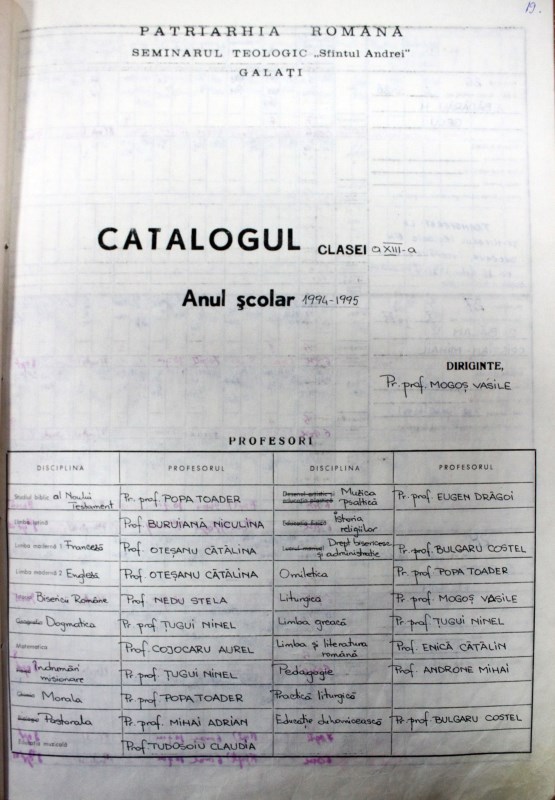 19.
PATRIARHIA ROMÂNĂ
SEMINARUL TEOLOGIC „Sfîntul Andrei”
GALAȚI
CATALOGUL CLASEI a XIII-a
Anul şcolar 1994-1995
DIRIGINTE,
Pr. prof. MOGOȘ VASILE
PROFESORI
DISCIPLINA PROFESORUL DISCIPLINA PROFESORUL
Studiul biblic al Noului Testament Pr. prof. POPA TOADER Muzica Psaltică Pr. prof. EUGEN DRĂGOI
Limba latină Prof. BURUIANĂ NICULINA Istoria religiilor
Limba modernă 1 Franceză Prof. OTEȘANU CĂTĂLINA Drept bisericesc și administrație Pr. prof. BULGARU COSTEL
Limba modernă 2 Engleză Prof. OTEȘANU CĂTĂLINA Omiletica Pr. prof. POPA TOADER
Bisericii Române Prof. NEDU STELA Liturgica Pr. prof. MOGOȘ VASILE
Dogmatica Pr. prof. ȚUGUI NINEL Limba greacă Pr. prof. ȚUGUI NINEL
Matematica Prof. COJOCARU AUREL Limba și literatura română Prof. ENICĂ CĂTĂLIN
Îndrumări misionare Pr. prof. ȚUGUI NINEL Pedagogie Prof. ANDRONE MIHAI
Morala Pr. prof. POPA TOADER Practică liturgică
Pastorala Pr. prof. MIHAI ADRIAN Educație duhovnicească Pr. prof. BULGARU COSTEL
Educația muzicală Prof. TUDOSOIU CLAUDIA